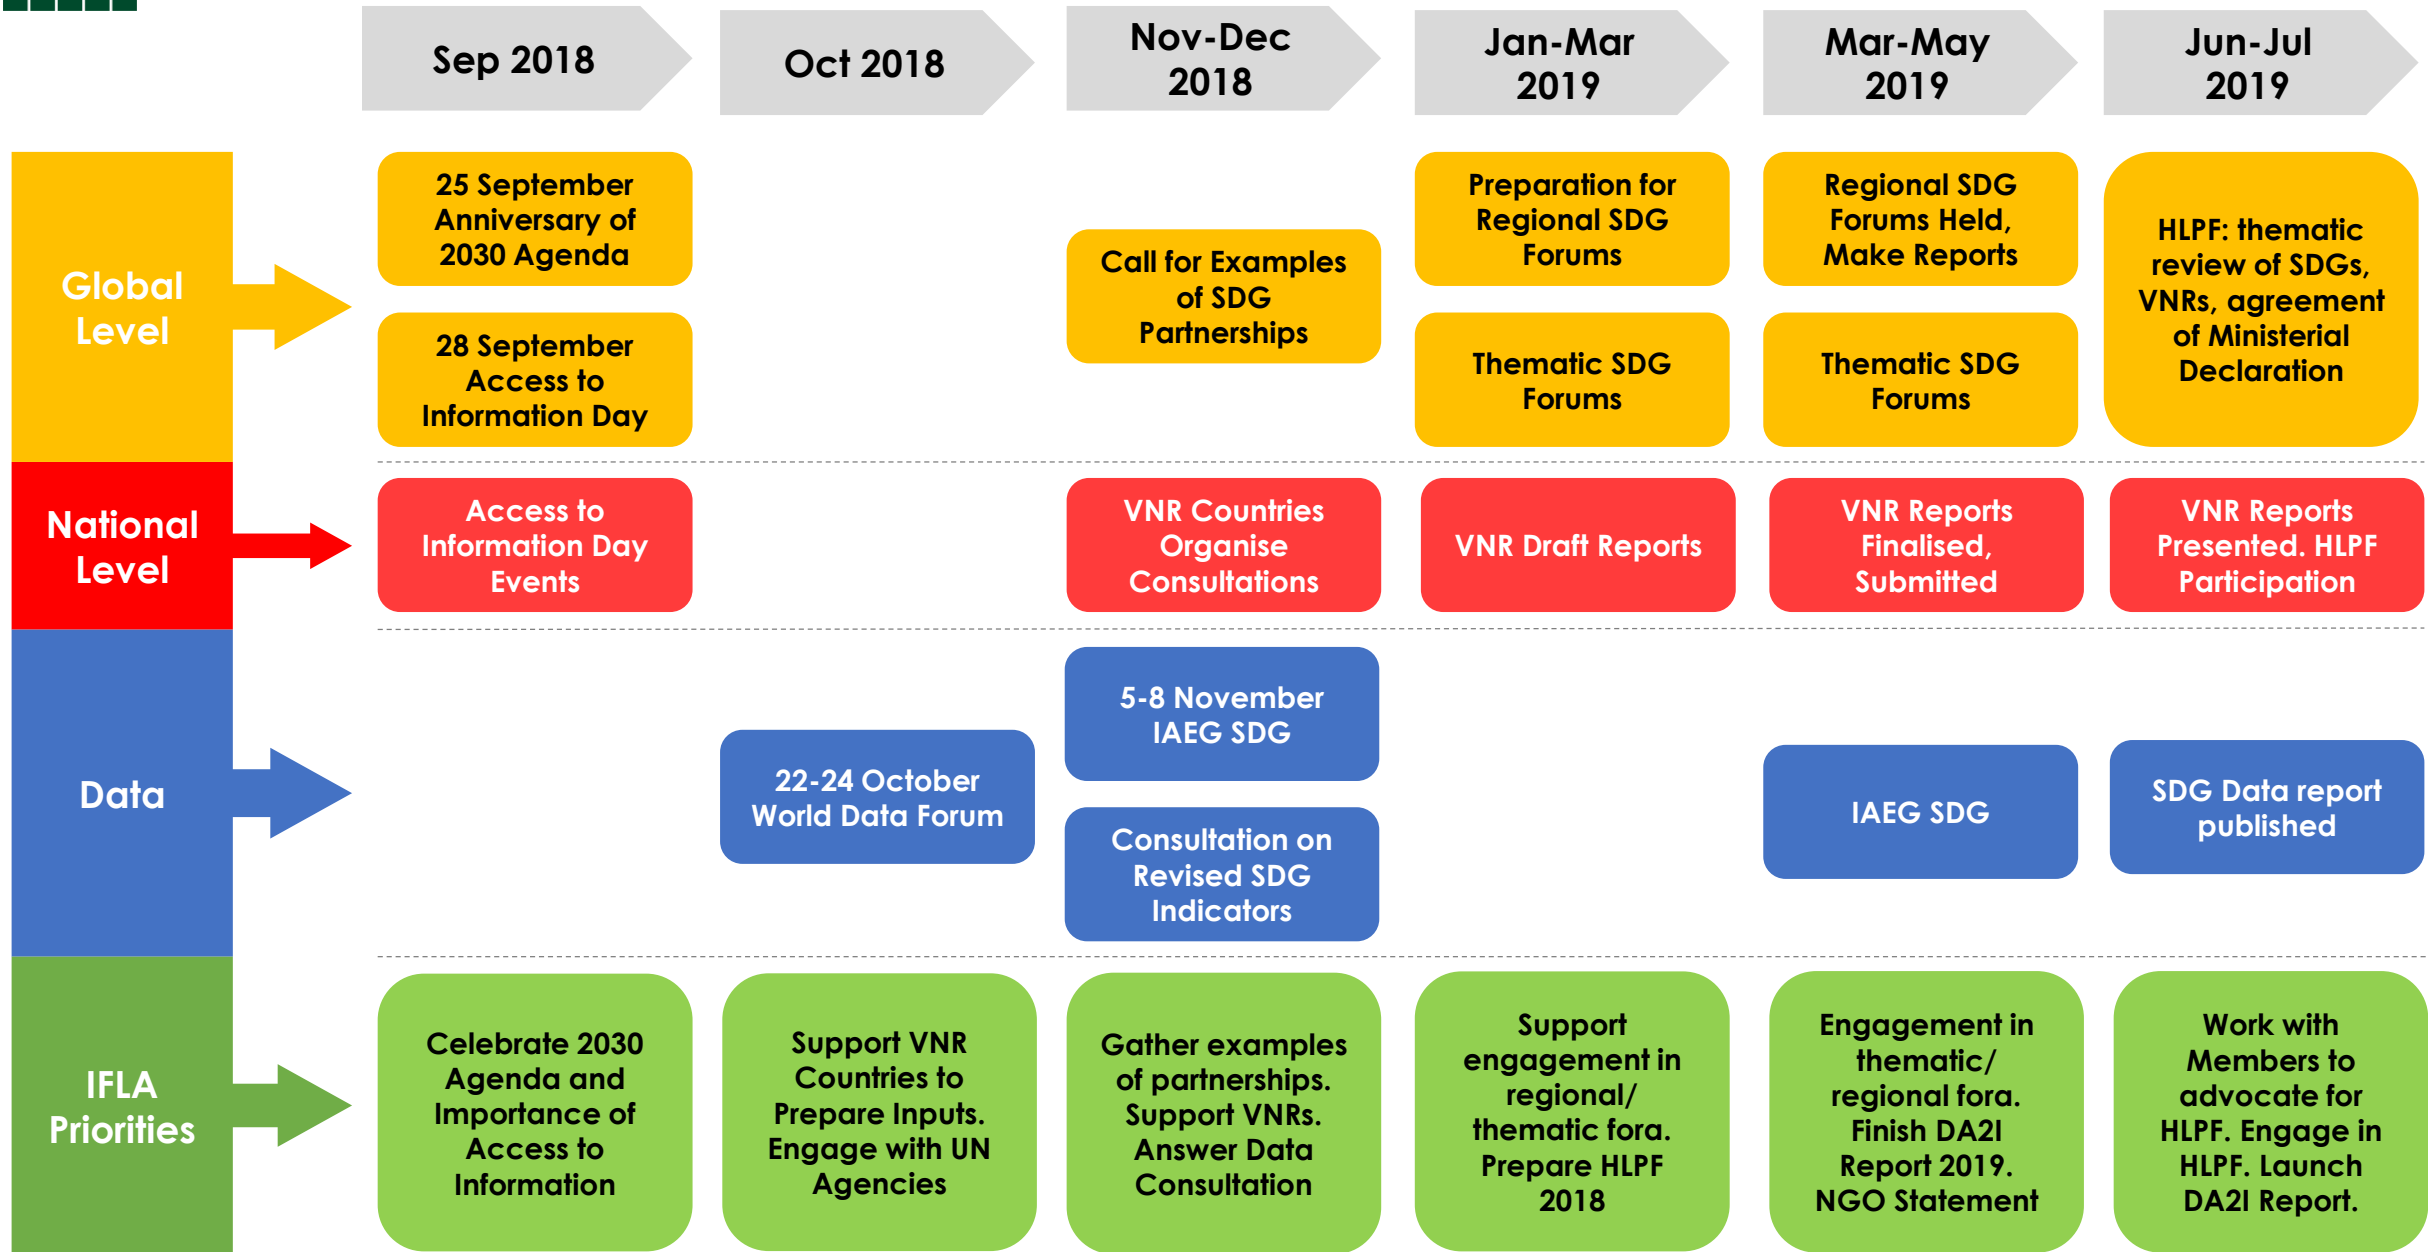 Sep 2018
Oct 2018
Nov-Dec
2018
Jan-Mar
2019
Mar-May
2019
Jun-Jul
2019
Global
Level
25 September
Anniversary of
2030 Agenda
28 September
Access to
Information Day
Call for Examples
of SDG
Partnerships
Preparation for
Regional SDG
Forums
Thematic SDG
Forums
Regional SDG
Forums Held,
Make Reports
Thematic SDG
Forums
HLPF: thematic
review of SDGs,
VNRs, agreement
of Ministerial
Declaration
National
Level
Access to
Information Day
Events
VNR Countries
Organise
Consultations
VNR Draft Reports
VNR Reports
Finalised,
Submitted
VNR Reports
Presented. HLPF
Participation
Data
22-24 October
World Data Forum
5-8 November
IAEG SDG
Consultation on
Revised SDG
Indicators
IAEG SDG
SDG Data report
published
IFLA
Priorities
Celebrate 2030
Agenda and
Importance of
Access to
Information
Support VNR
Countries to
Prepare Inputs.
Engage with UN
Agencies
Gather examples
of partnerships.
Support VNRs.
Answer Data
Consultation
Support
engagement in
regional/
thematic fora.
Prepare HLPF
2018
Engagement in
thematic/
regional fora.
Finish DA2I
Report 2019.
NGO Statement
Work with
Members to
advocate for
HLPF. Engage in
HLPF. Launch
DA2I Report.